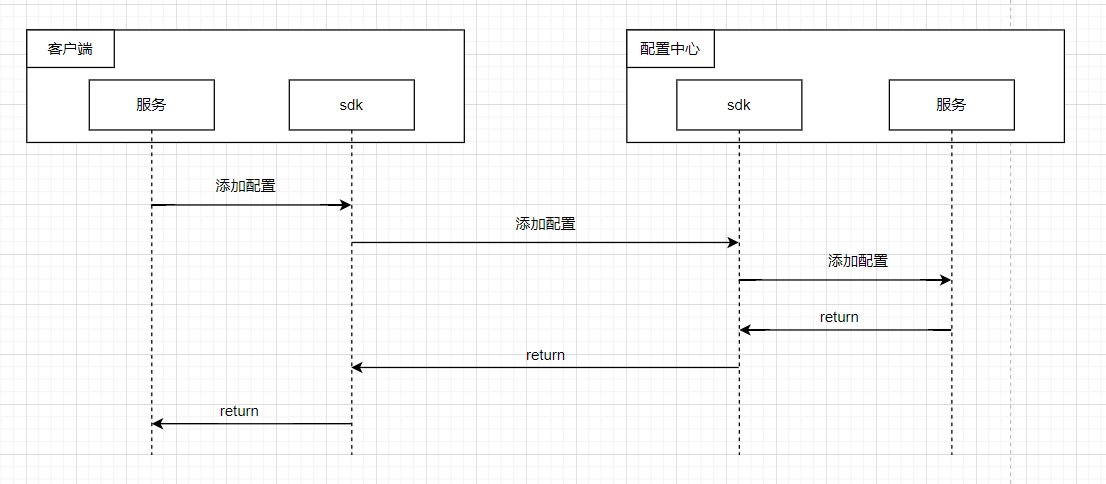 客户端
配置中心
服务
sdk
sdk
服务
添加配置
添加配置
添加配置
return
return
return